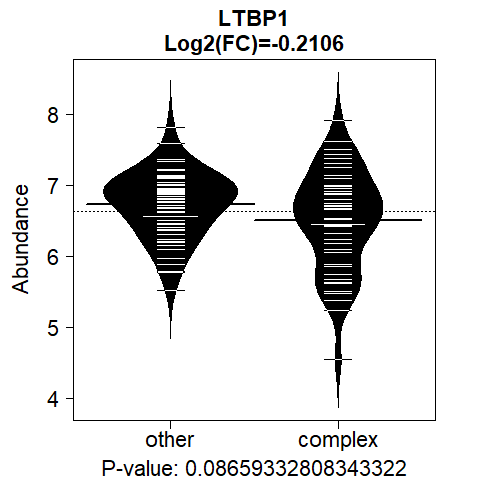 LTBP1
Log2(FC)=-0.2106
Abundance
8
7
6
5
4
other complex
P-value: 0.08659332808343322